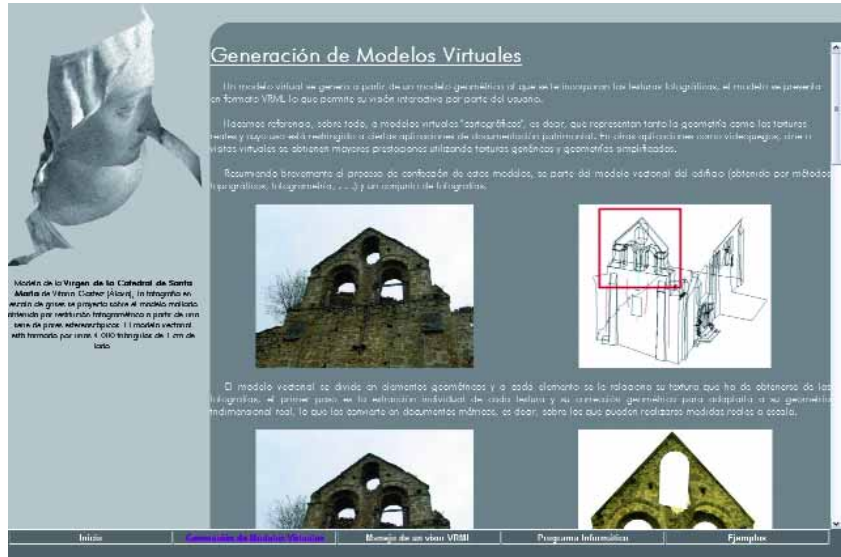 Generación de Modelos Virtuales
Un modelo virtual se genera a partir de un modelo geométrico al que se le incorporan las texturas fotográficas, el modelo se presenta
en formato VRML lo que permite su visión interactiva por parte del usuario.
Hacemos referencia, sobre todo, a modelos virtuales "cartográficos", es decir, que representan tanto la geometría como las texturas
reales y cuyo uso está restringido a ciertas aplicaciones de documentación patrimonial. En otras aplicaciones como videojuegos, cine o
visitas virtuales se obtienen mayores prestaciones utilizando texturas genéricas y geometrías simplificadas.
Resumiendo brevemente el proceso de confección de estos modelos, se parte del modelo vectorial del edificio (obtenido por métodos
topográficos, fotogrametría, . . .) y un conjunto de fotografías.
Modelo de la Virgen de la Catedral de Santa
María de Vitoria-Gasteiz (Álava), la fotografía en
escala de grises se proyecta sobre el modelo mallado
obtenido por restitución fotogramétrica a partir de una
serie de pares estereoscópicos. El modelo vectorial
está formado por unos 4.000 triángulos de 1 cm de
lado.
El modelo vectorial se divide en elementos geométricos y a cada elemento se le relaciona su textura que ha de obtenerse de las
fotografías, el primer paso es la extracción individual de cada textura y su corrección geométrica para adaptarla a su geometría
tridimensional real, lo que las convierte en documentos métricos, es decir, sobre los que pueden realizarse medidas reales a escala.
Inicio
Generación de Modelos Virtuales
Manejo de un visor VRML
Programa Informático
Ejemplos